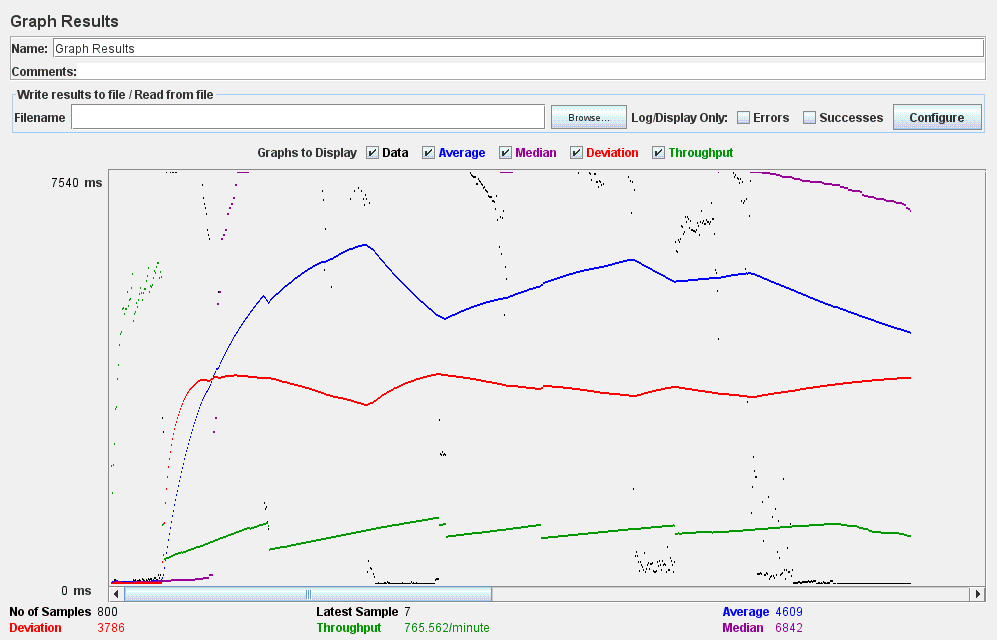 Graph Results
Name: Graph Results
Comments:
Write results to file / Read from file
Filename Browse... Log/Display Only: Errors Successes Configure
Graphs to Display Data Average Median Deviation Throughput
7540 ms
0 ms
No of Samples 800 Latest Sample 7 Average 4609
Deviation 3786 Throughput 765.562/minute Median 6842